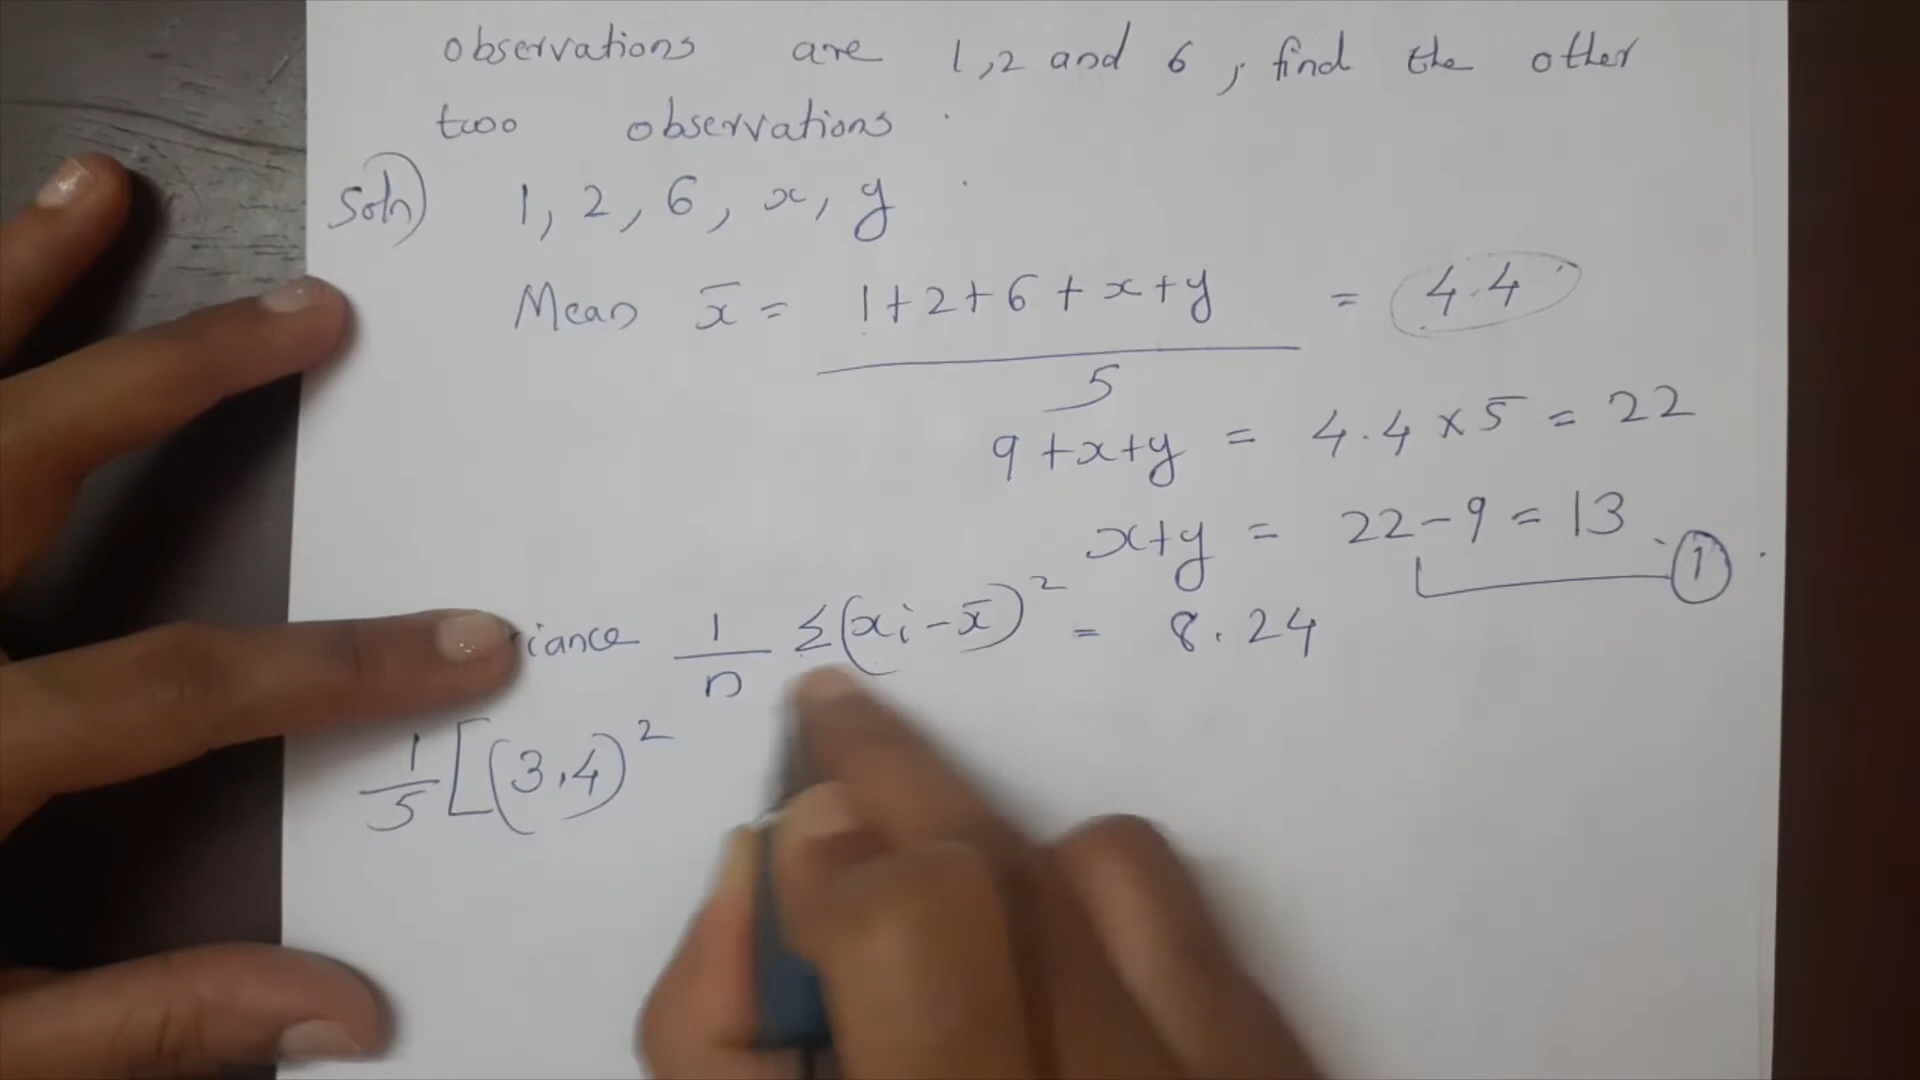 observations are 1,2 and 6, find the other
two observations.
Soln) 1, 2, 6, x, y
Mean x̄ = 1+2+6+x+y / 5 = 4.4
9+x+y = 4.4 × 5 = 22
x+y = 22-9 = 13 ①
1/n Σ(xi - x̄)² = 8.24
1/5 [(3.4)²